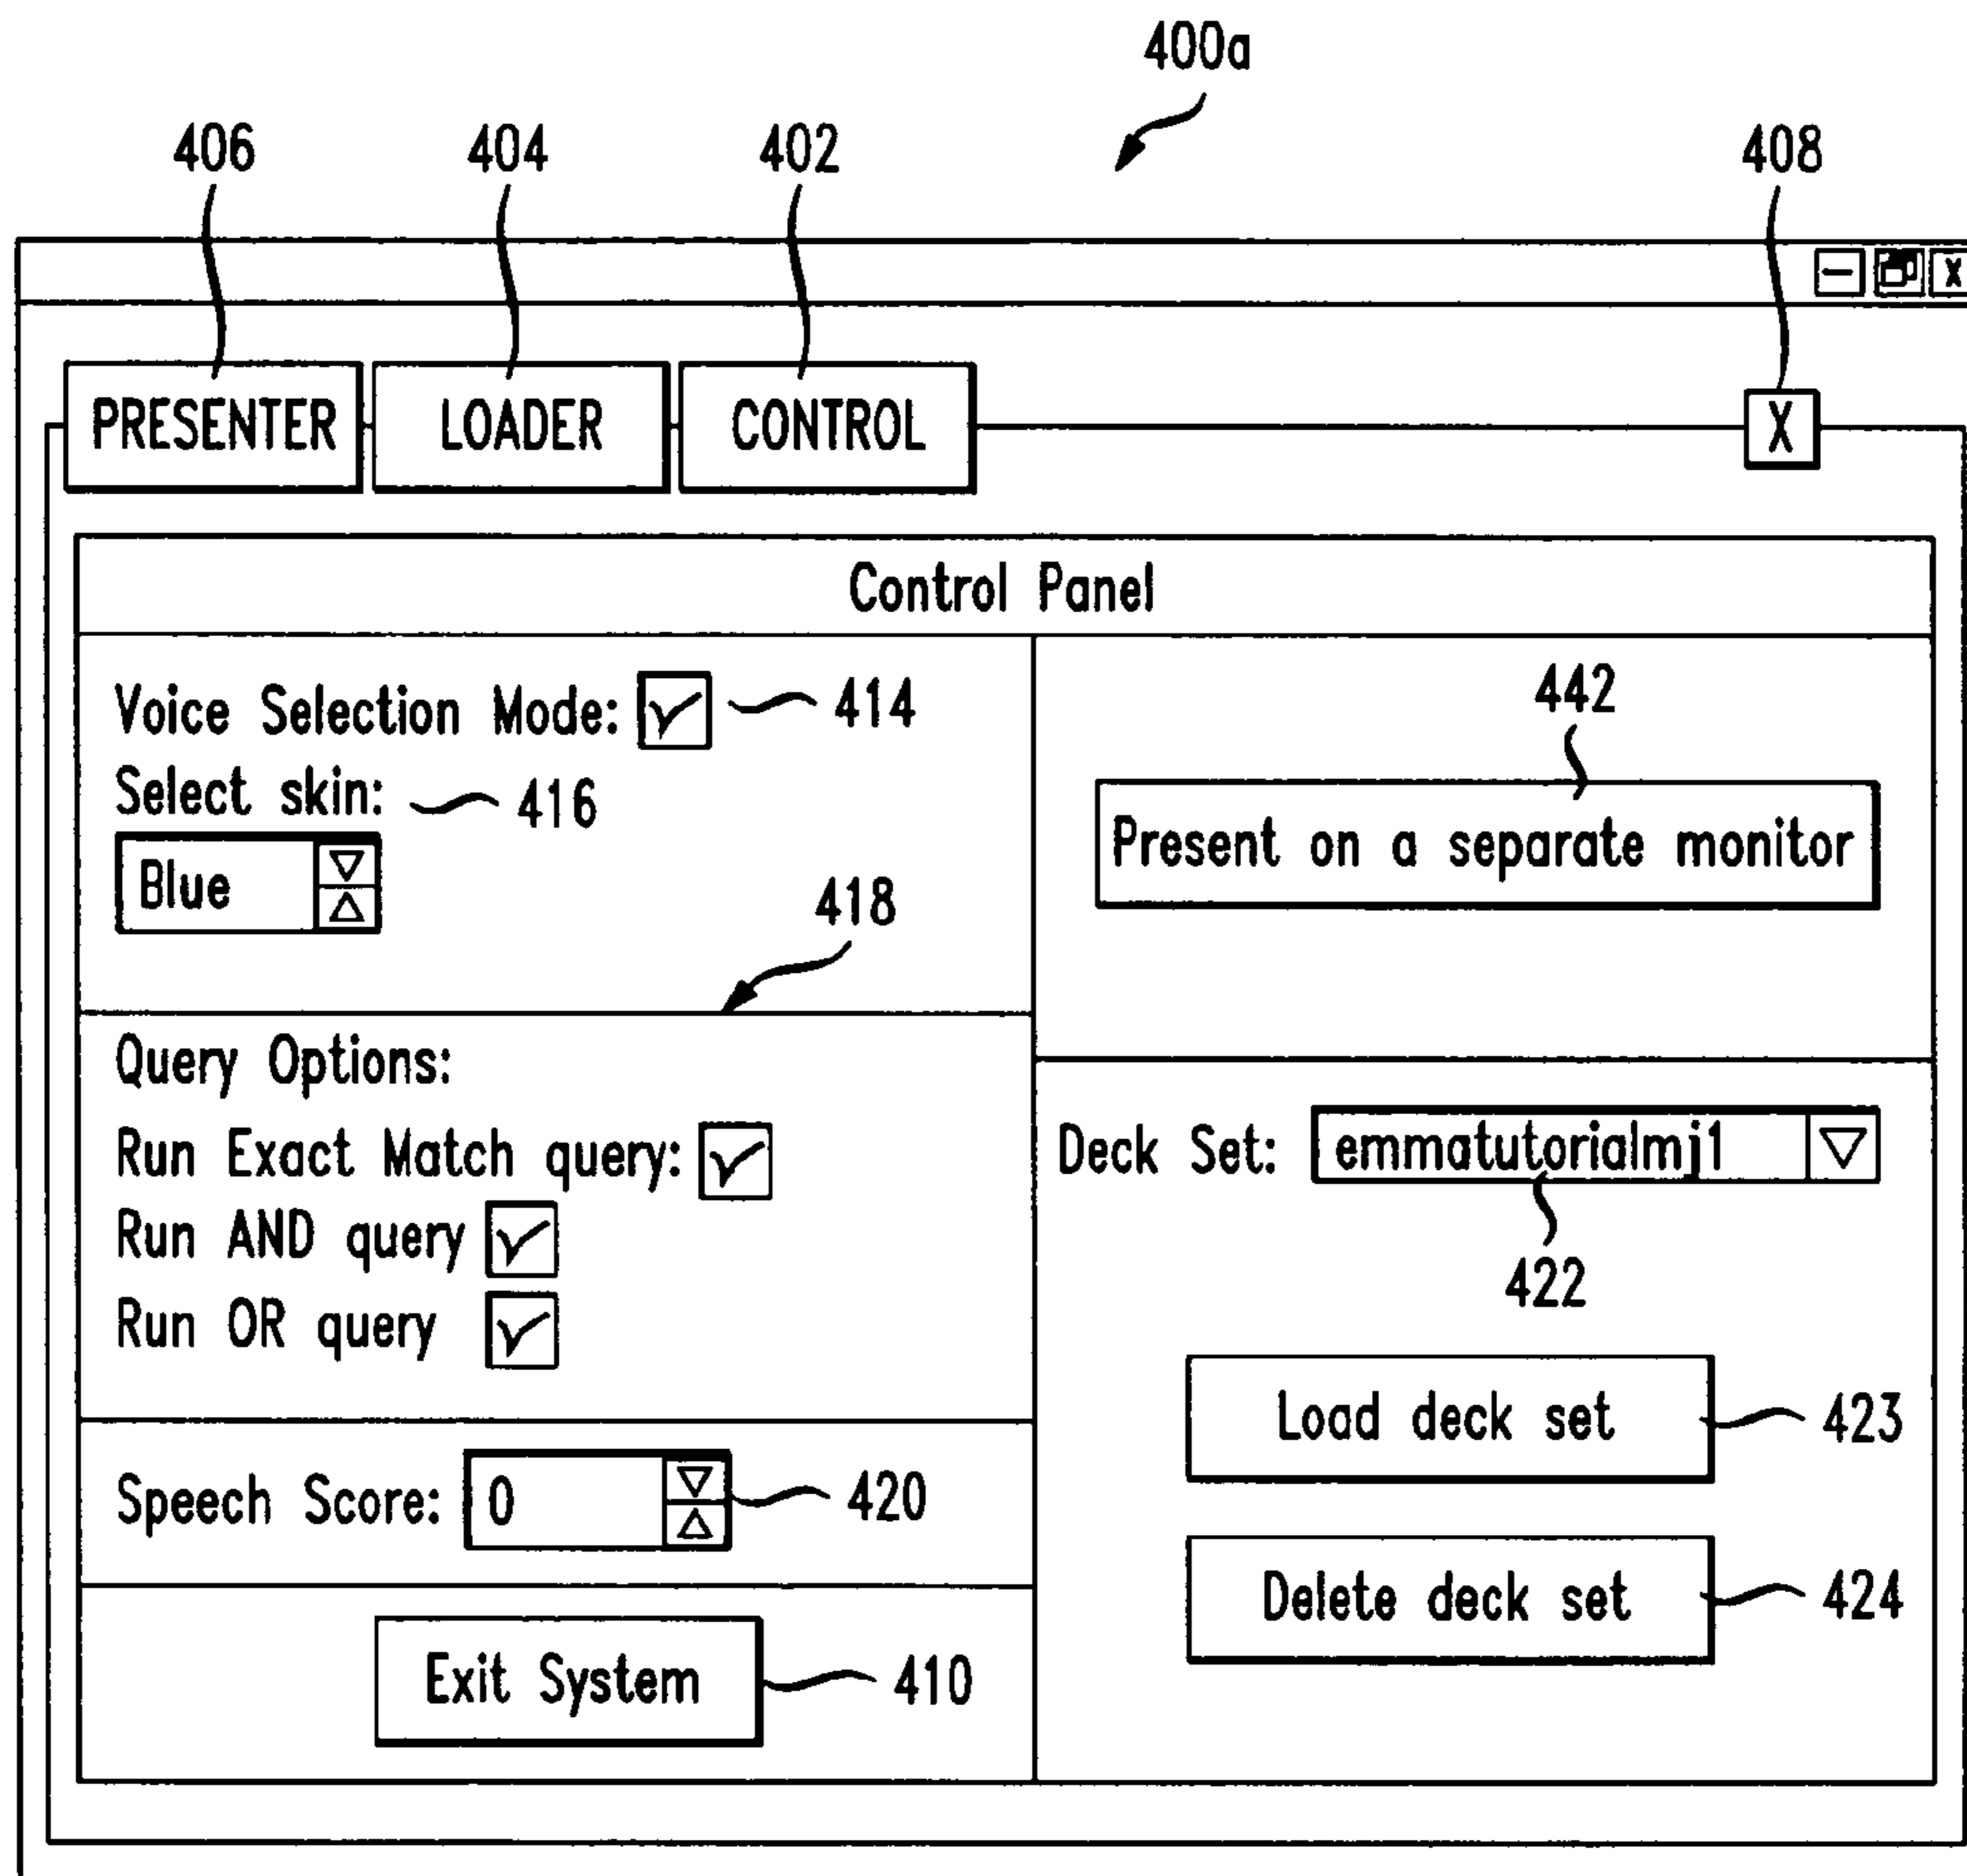 400a
406 404 402 408
X
PRESENTER LOADER CONTROL X
Control Panel
Voice Selection Mode: 414
Select skin: 416
Blue
418
Query Options:
Run Exact Match query:
Run AND query
Run OR query
Speech Score: 0 420
Exit System 410
442
Present on a separate monitor
Deck Set: emmatutorialmj1
422
Load deck set 423
Delete deck set 424